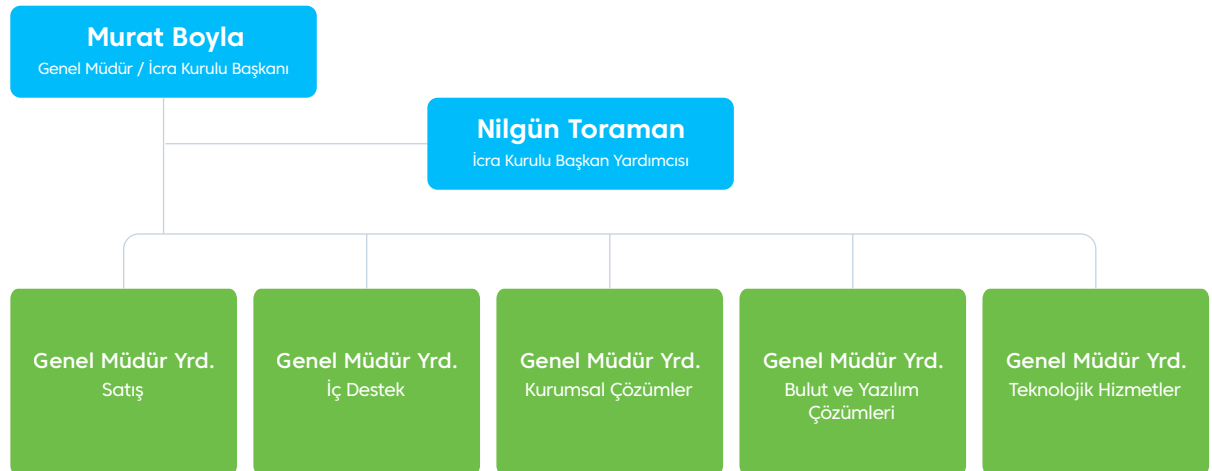 Murat Boyla
Genel Müdür / İcra Kurulu Başkanı
Nilgün Toraman
İcra Kurulu Başkan Yardımcısı
Genel Müdür Yrd.
Satış
Genel Müdür Yrd.
İç Destek
Genel Müdür Yrd.
Kurumsal Çözümler
Genel Müdür Yrd.
Bulut ve Yazılım
Çözümleri
Genel Müdür Yrd.
Teknolojik Hizmetler